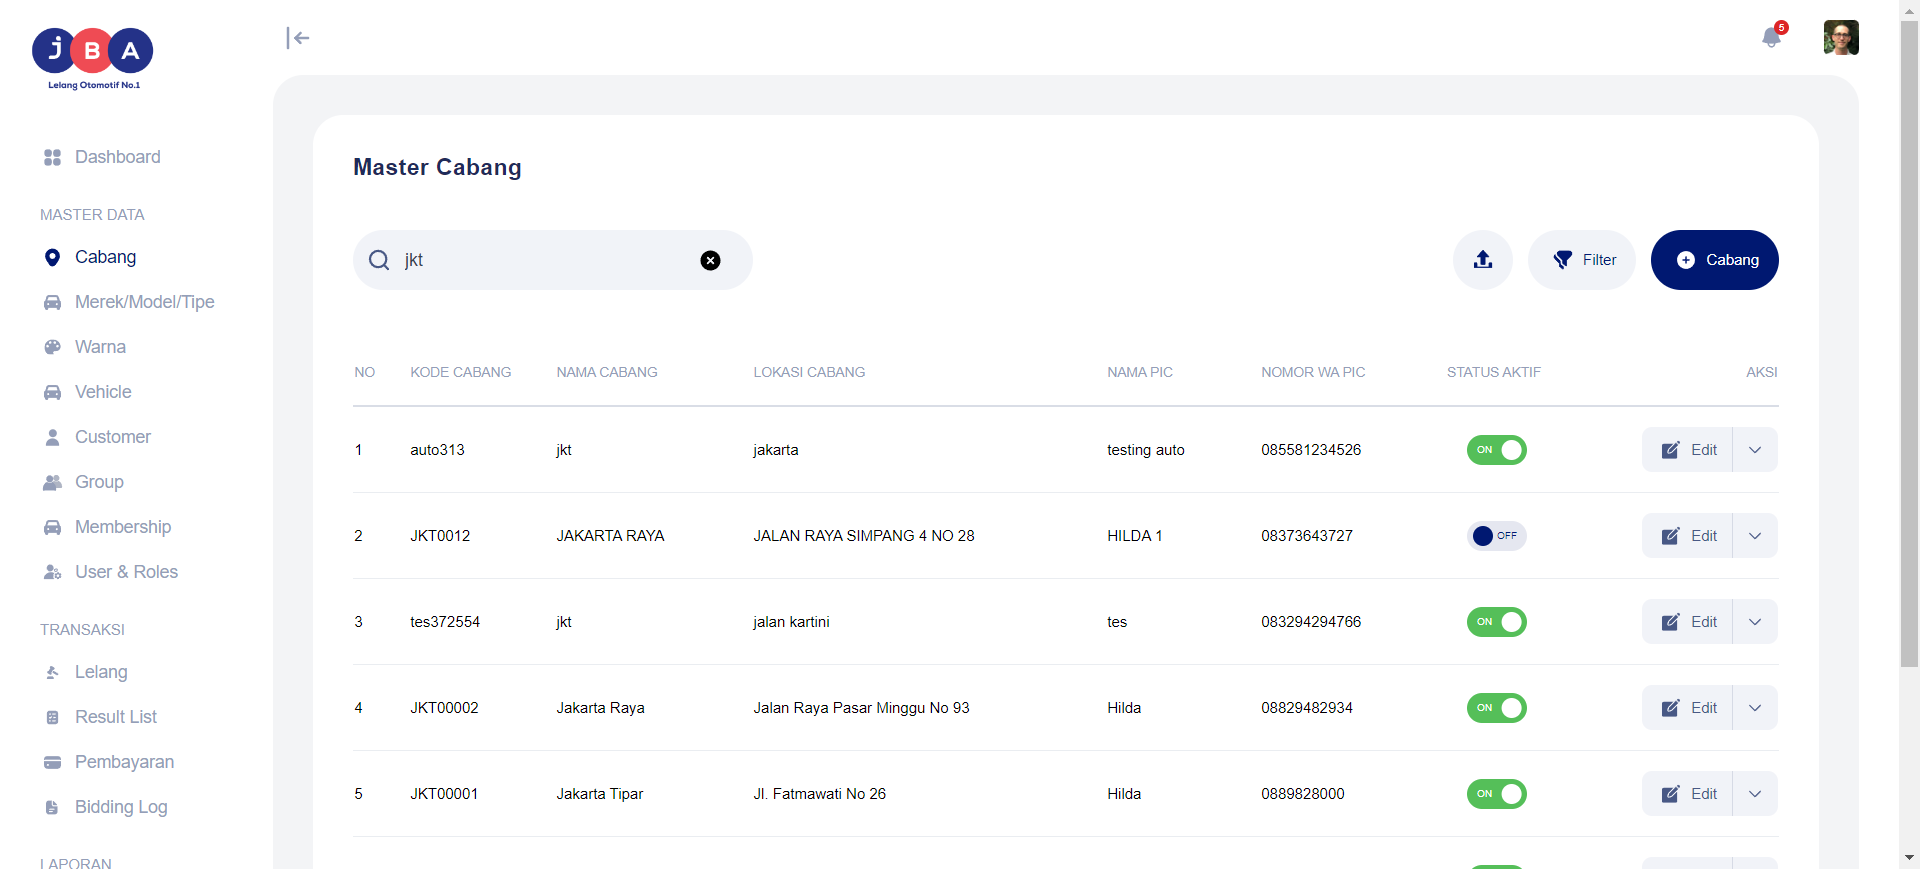 JBA
Lelang Otomotif No.1
5
Dashboard
MASTER DATA
Cabang
Merek/Model/Tipe
Warna
Vehicle
Customer
Group
Membership
User & Roles
TRANSAKSI
Lelang
Result List
Pembayaran
Bidding Log
LAPORAN
Master Cabang
jkt
Filter
Cabang
NO KODE CABANG NAMA CABANG LOKASI CABANG NAMA PIC NOMOR WA PIC STATUS AKTIF AKSI
1 auto313 jkt jakarta testing auto 085581234526 ON Edit
2 JKT0012 JAKARTA RAYA JALAN RAYA SIMPANG 4 NO 28 HILDA 1 08373643727 OFF Edit
3 tes372554 jkt jalan kartini tes 083294294766 ON Edit
4 JKT00002 Jakarta Raya Jalan Raya Pasar Minggu No 93 Hilda 08829482934 ON Edit
5 JKT00001 Jakarta Tipar Jl. Fatmawati No 26 Hilda 0889828000 ON Edit